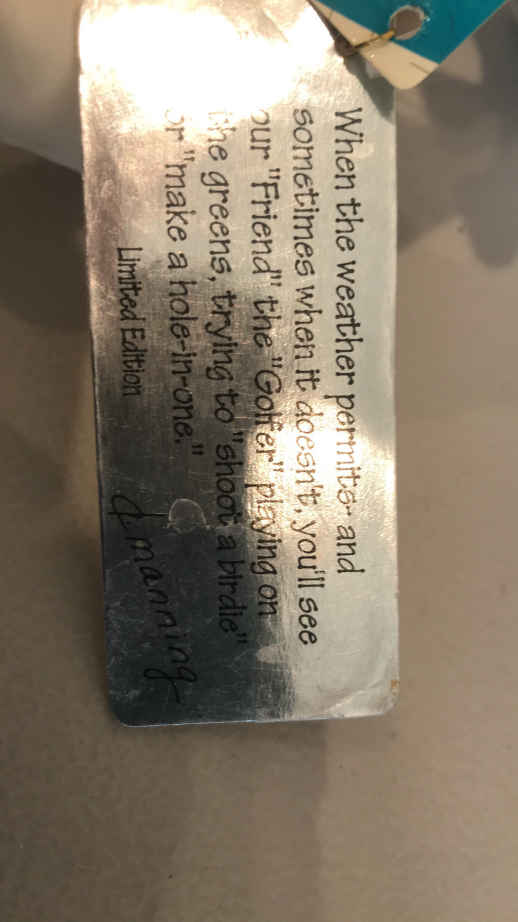 When the weather permits- and
sometimes when it doesn't, you'll see
our "Friend" the "Golfer" playing on
the greens, trying to "shoot a birdie"
or "make a hole-in-one."
Limited Edition
d manning